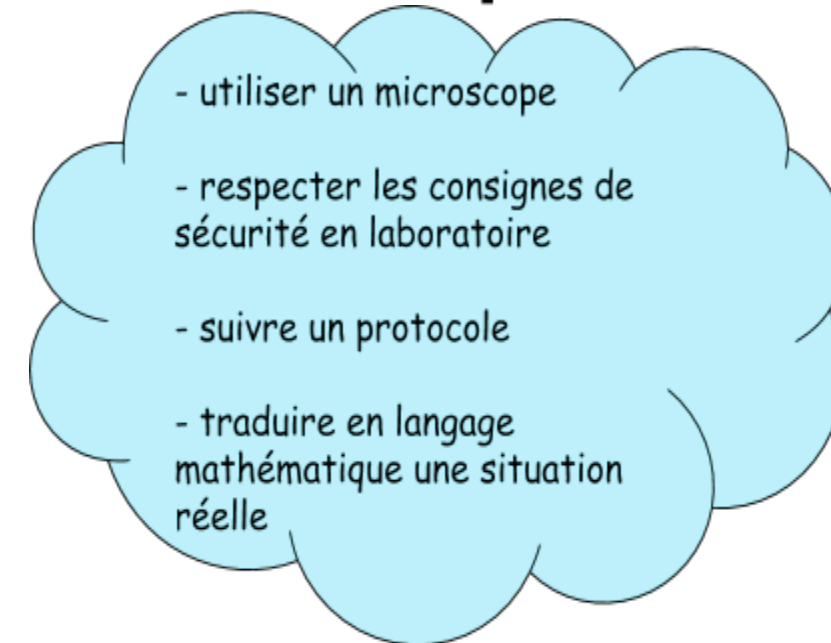 - utiliser un microscope
- respecter les consignes de
sécurité en laboratoire
- suivre un protocole
- traduire en langage
mathématique une situation
réelle